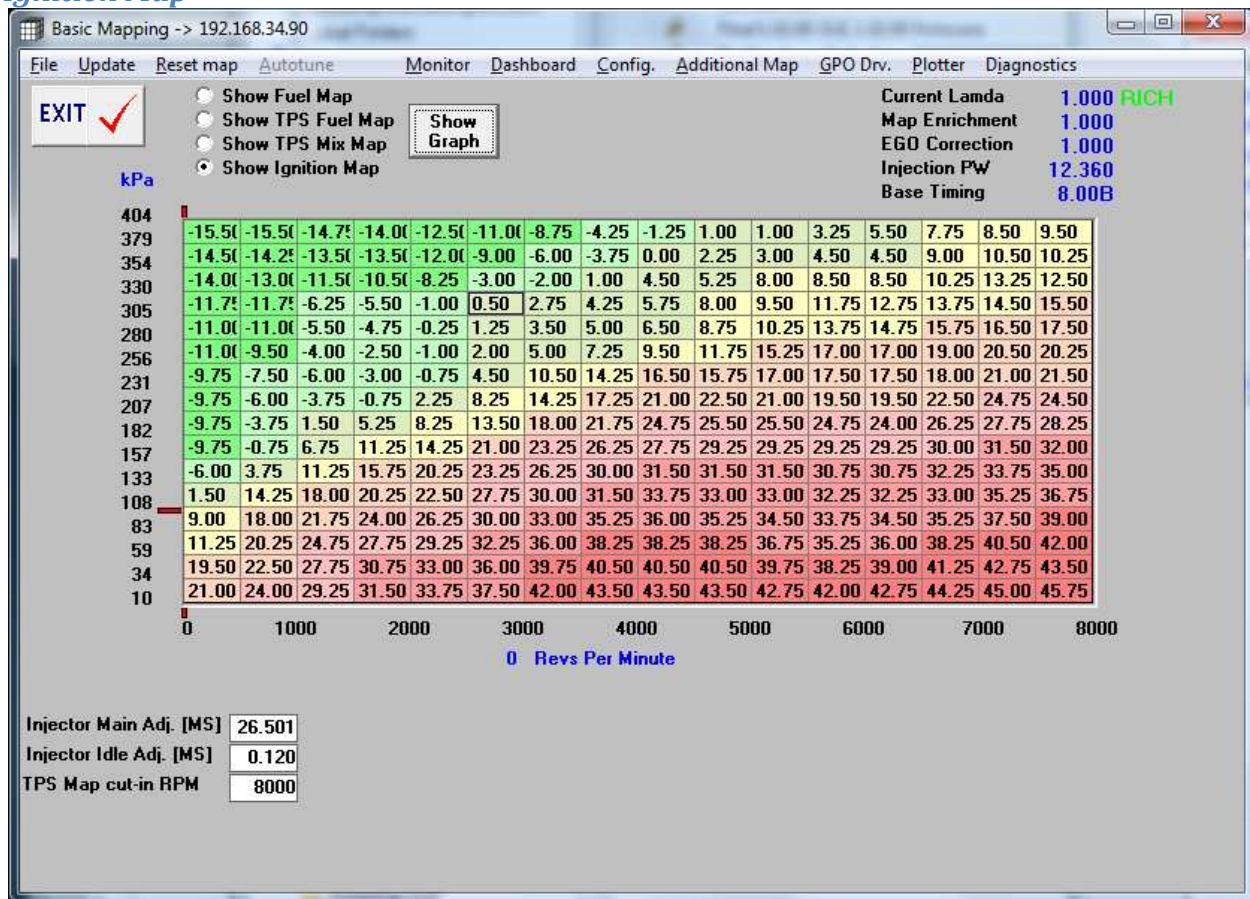 Ignition Map
Basic Mapping -> 192.168.34.90
File Update Reset map Autotune Monitor Dashboard Config. Additional Map GPO Drv. Plotter Diagnostics
EXIT
Show Fuel Map
Show TPS Fuel Map
Show TPS Mix Map
Show Ignition Map
Show
Graph
Current Lamda 1.000 RICH
Map Enrichment 1.000
EGO Correction 1.000
Injection PW 12.360
Base Timing 8.00B
kPa
404
379
354
330
305
280
256
231
207
182
157
133
108
83
59
34
10
-15.5( -15.5( -14.75 -14.0( -12.5( -11.0( -8.75 -4.25 -1.25 1.00 1.00 3.25 5.50 7.75 8.50 9.50
-14.5( -14.25 -13.5( -13.5( -12.0( -9.00 -6.00 -3.75 0.00 2.25 3.00 4.50 4.50 9.00 10.50 10.25
-14.0( -13.0( -11.5( -10.5( -8.25 -3.00 -2.00 1.00 4.50 5.25 8.00 8.50 8.50 10.25 13.25 12.50
-11.75 -11.75 -6.25 -5.50 -1.00 0.50 2.75 4.25 5.75 8.00 9.50 11.75 12.75 13.75 14.50 15.50
-11.0( -11.0( -5.50 -4.75 -0.25 1.25 3.50 5.00 6.50 8.75 10.25 13.75 14.75 15.75 16.50 17.50
-11.0( -9.50 -4.00 -2.50 -1.00 2.00 5.00 7.25 9.50 11.75 15.25 17.00 17.00 19.00 20.50 20.25
-9.75 -7.50 -6.00 -3.00 -0.75 4.50 10.50 14.25 16.50 15.75 17.00 17.50 17.50 18.00 21.00 21.50
-9.75 -6.00 -3.75 -0.75 2.25 8.25 14.25 17.25 21.00 22.50 21.00 19.50 19.50 22.50 24.75 24.50
-9.75 -3.75 1.50 5.25 8.25 13.50 18.00 21.75 24.75 25.50 25.50 24.75 24.00 26.25 27.75 28.25
-9.75 -0.75 6.75 11.25 14.25 21.00 23.25 26.25 27.75 29.25 29.25 29.25 29.25 30.00 31.50 32.00
-6.00 3.75 11.25 15.75 20.25 23.25 26.25 30.00 31.50 31.50 31.50 30.75 30.75 32.25 33.75 35.00
1.50 14.25 18.00 20.25 22.50 27.75 30.00 31.50 33.75 33.00 33.00 32.25 32.25 33.00 35.25 36.75
9.00 18.00 21.75 24.00 26.25 30.00 33.00 35.25 36.00 35.25 34.50 33.75 34.50 35.25 37.50 39.00
11.25 20.25 24.75 27.75 29.25 32.25 36.00 38.25 38.25 38.25 36.75 35.25 36.00 38.25 40.50 42.00
19.50 22.50 27.75 30.75 33.00 36.00 39.75 40.50 40.50 40.50 39.75 38.25 39.00 41.25 42.75 43.50
21.00 24.00 29.25 31.50 33.75 37.50 42.00 43.50 43.50 43.50 42.75 42.00 42.75 44.25 45.00 45.75
0 1000 2000 3000 4000 5000 6000 7000 8000
0 Revs Per Minute
Injector Main Adj. [MS] 26.501
Injector Idle Adj. [MS] 0.120
TPS Map cut-in RPM 8000